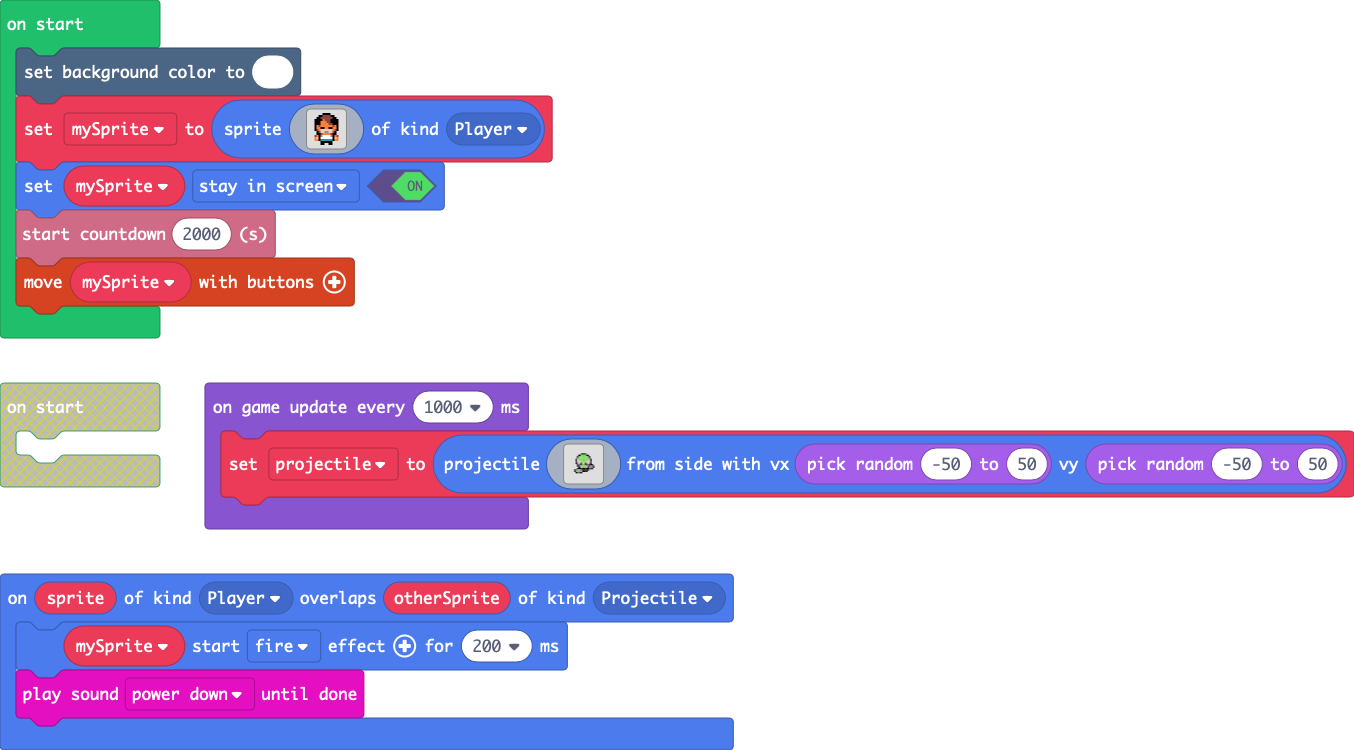 on start
set background color to
set mySprite to sprite of kind Player
set mySprite stay in screen ON
start countdown 2000 (s)
move mySprite with buttons
on start
on game update every 1000 ms
set projectile to projectile from side with vx pick random -50 to 50 vy pick random -50 to 50
on sprite of kind Player overlaps otherSprite of kind Projectile
mySprite start fire effect for 200 ms
play sound power down until done